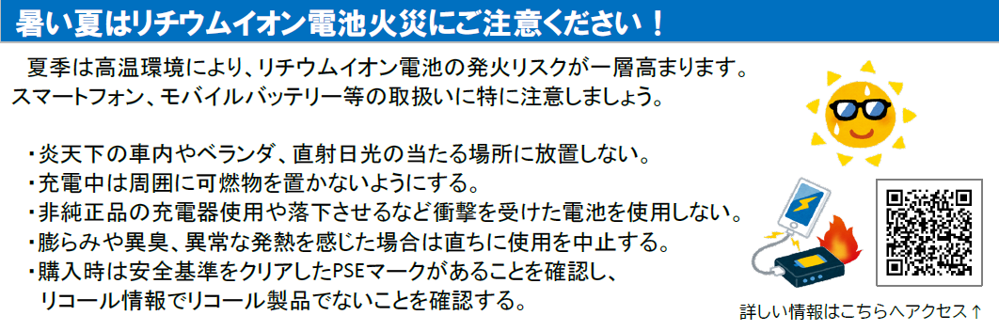 暑い夏はリチウムイオン電池火災にご注意ください！
夏季は高温環境により、リチウムイオン電池の発火リスクが一層高まります。
スマートフォン、モバイルバッテリー等の取扱いに特に注意しましょう。
・炎天下の車内やベランダ、直射日光の当たる場所に放置しない。
・充電中は周囲に可燃物を置かないようにする。
・非純正品の充電器使用や落下させるなど衝撃を受けた電池を使用しない。
・膨らみや異臭、異常な発熱を感じた場合は直ちに使用を中止する。
・購入時は安全基準をクリアしたPSEマークがあることを確認し、
リコール情報でリコール製品でないことを確認する。
詳しい情報はこちらへアクセス↑